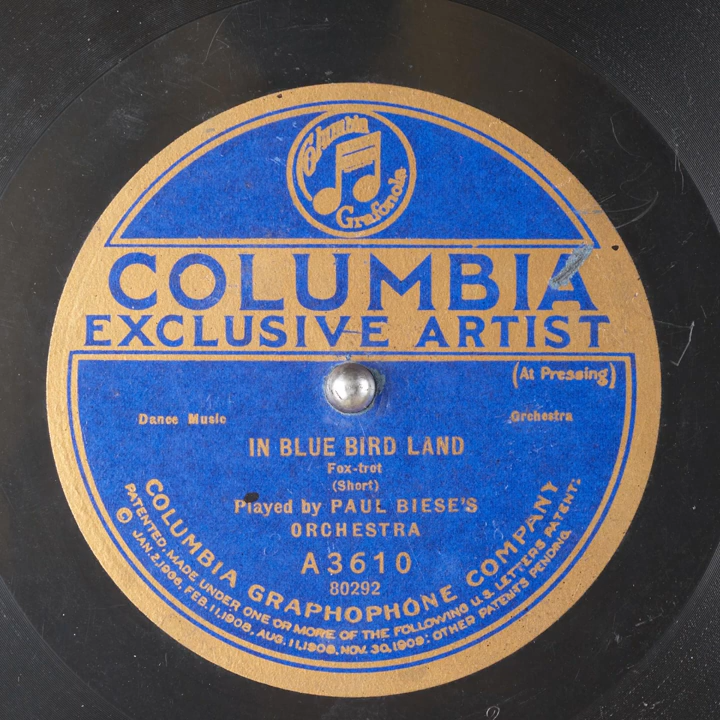 Columbia
Grafonola
COLUMBIA
EXCLUSIVE ARTIST
(At Pressing)
Dance Music Orchestra
IN BLUE BIRD LAND
Fox-trot
(Short)
Played by PAUL BIESE'S
ORCHESTRA
A3610
80292
COLUMBIA GRAPHOPHONE COMPANY
PATENTED, MADE UNDER ONE OR MORE OF THE FOLLOWING U.S. LETTERS PATENT:
© JAN.2,1906, FEB.11,1908, AUG.11,1908, NOV.30,1909; OTHER PATENTS PENDING.